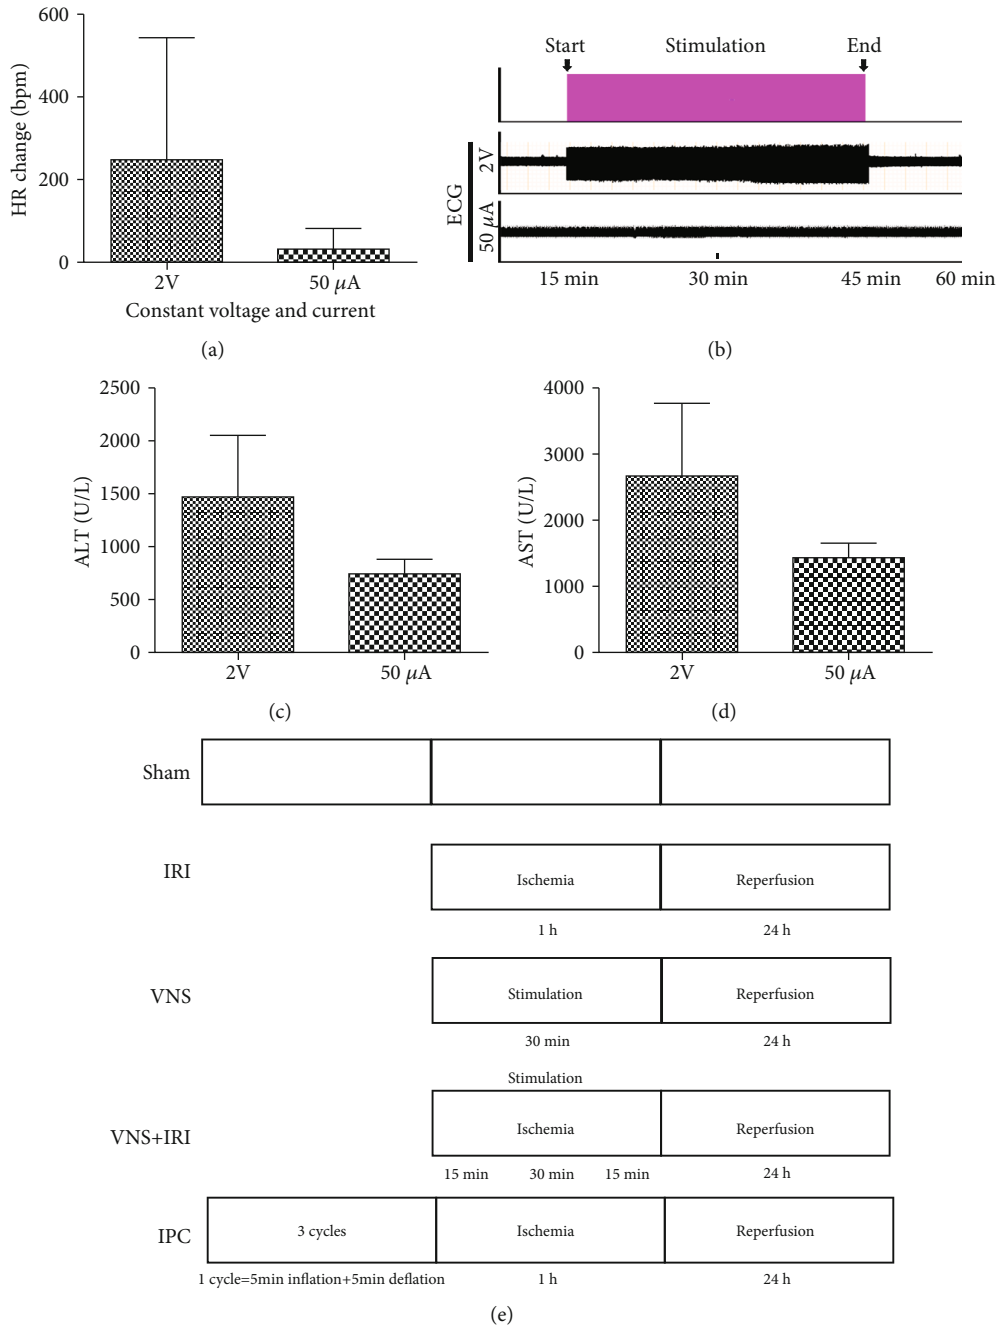 600
400
200
0
HR change (bpm)
2V
50 μA
Constant voltage and current
(a)
Start
Stimulation
End
ECG
2 V
50 μA
15 min
30 min
45 min
60 min
(b)
2500
2000
1500
1000
500
0
ALT (U/L)
2V
50 μA
(c)
4000
3000
2000
1000
0
AST (U/L)
2V
50 μA
(d)
Sham
IRI
Ischemia
Reperfusion
1 h
24 h
VNS
Stimulation
Reperfusion
30 min
24 h
Stimulation
VNS+IRI
Ischemia
Reperfusion
15 min
30 min
15 min
24 h
IPC
3 cycles
Ischemia
Reperfusion
1 cycle=5min inflation+5min deflation
1 h
24 h
(e)